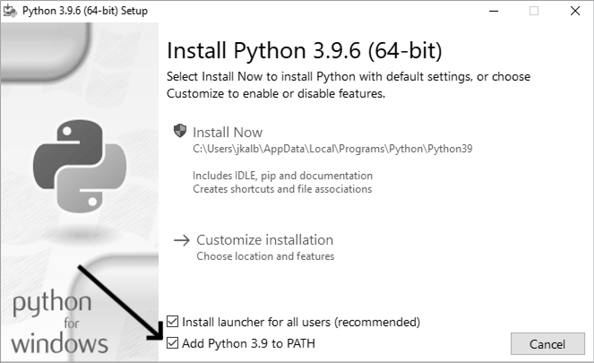 Python 3.9.6 (64-bit) Setup
Install Python 3.9.6 (64-bit)
Select Install Now to install Python with default settings, or choose
Customize to enable or disable features.
Install Now
C:\Users\jkalb\AppData\Local\Programs\Python\Python39
Includes IDLE, pip and documentation
Creates shortcuts and file associations
Customize installation
Choose location and features
python
for
windows
Install launcher for all users (recommended)
Add Python 3.9 to PATH
Cancel